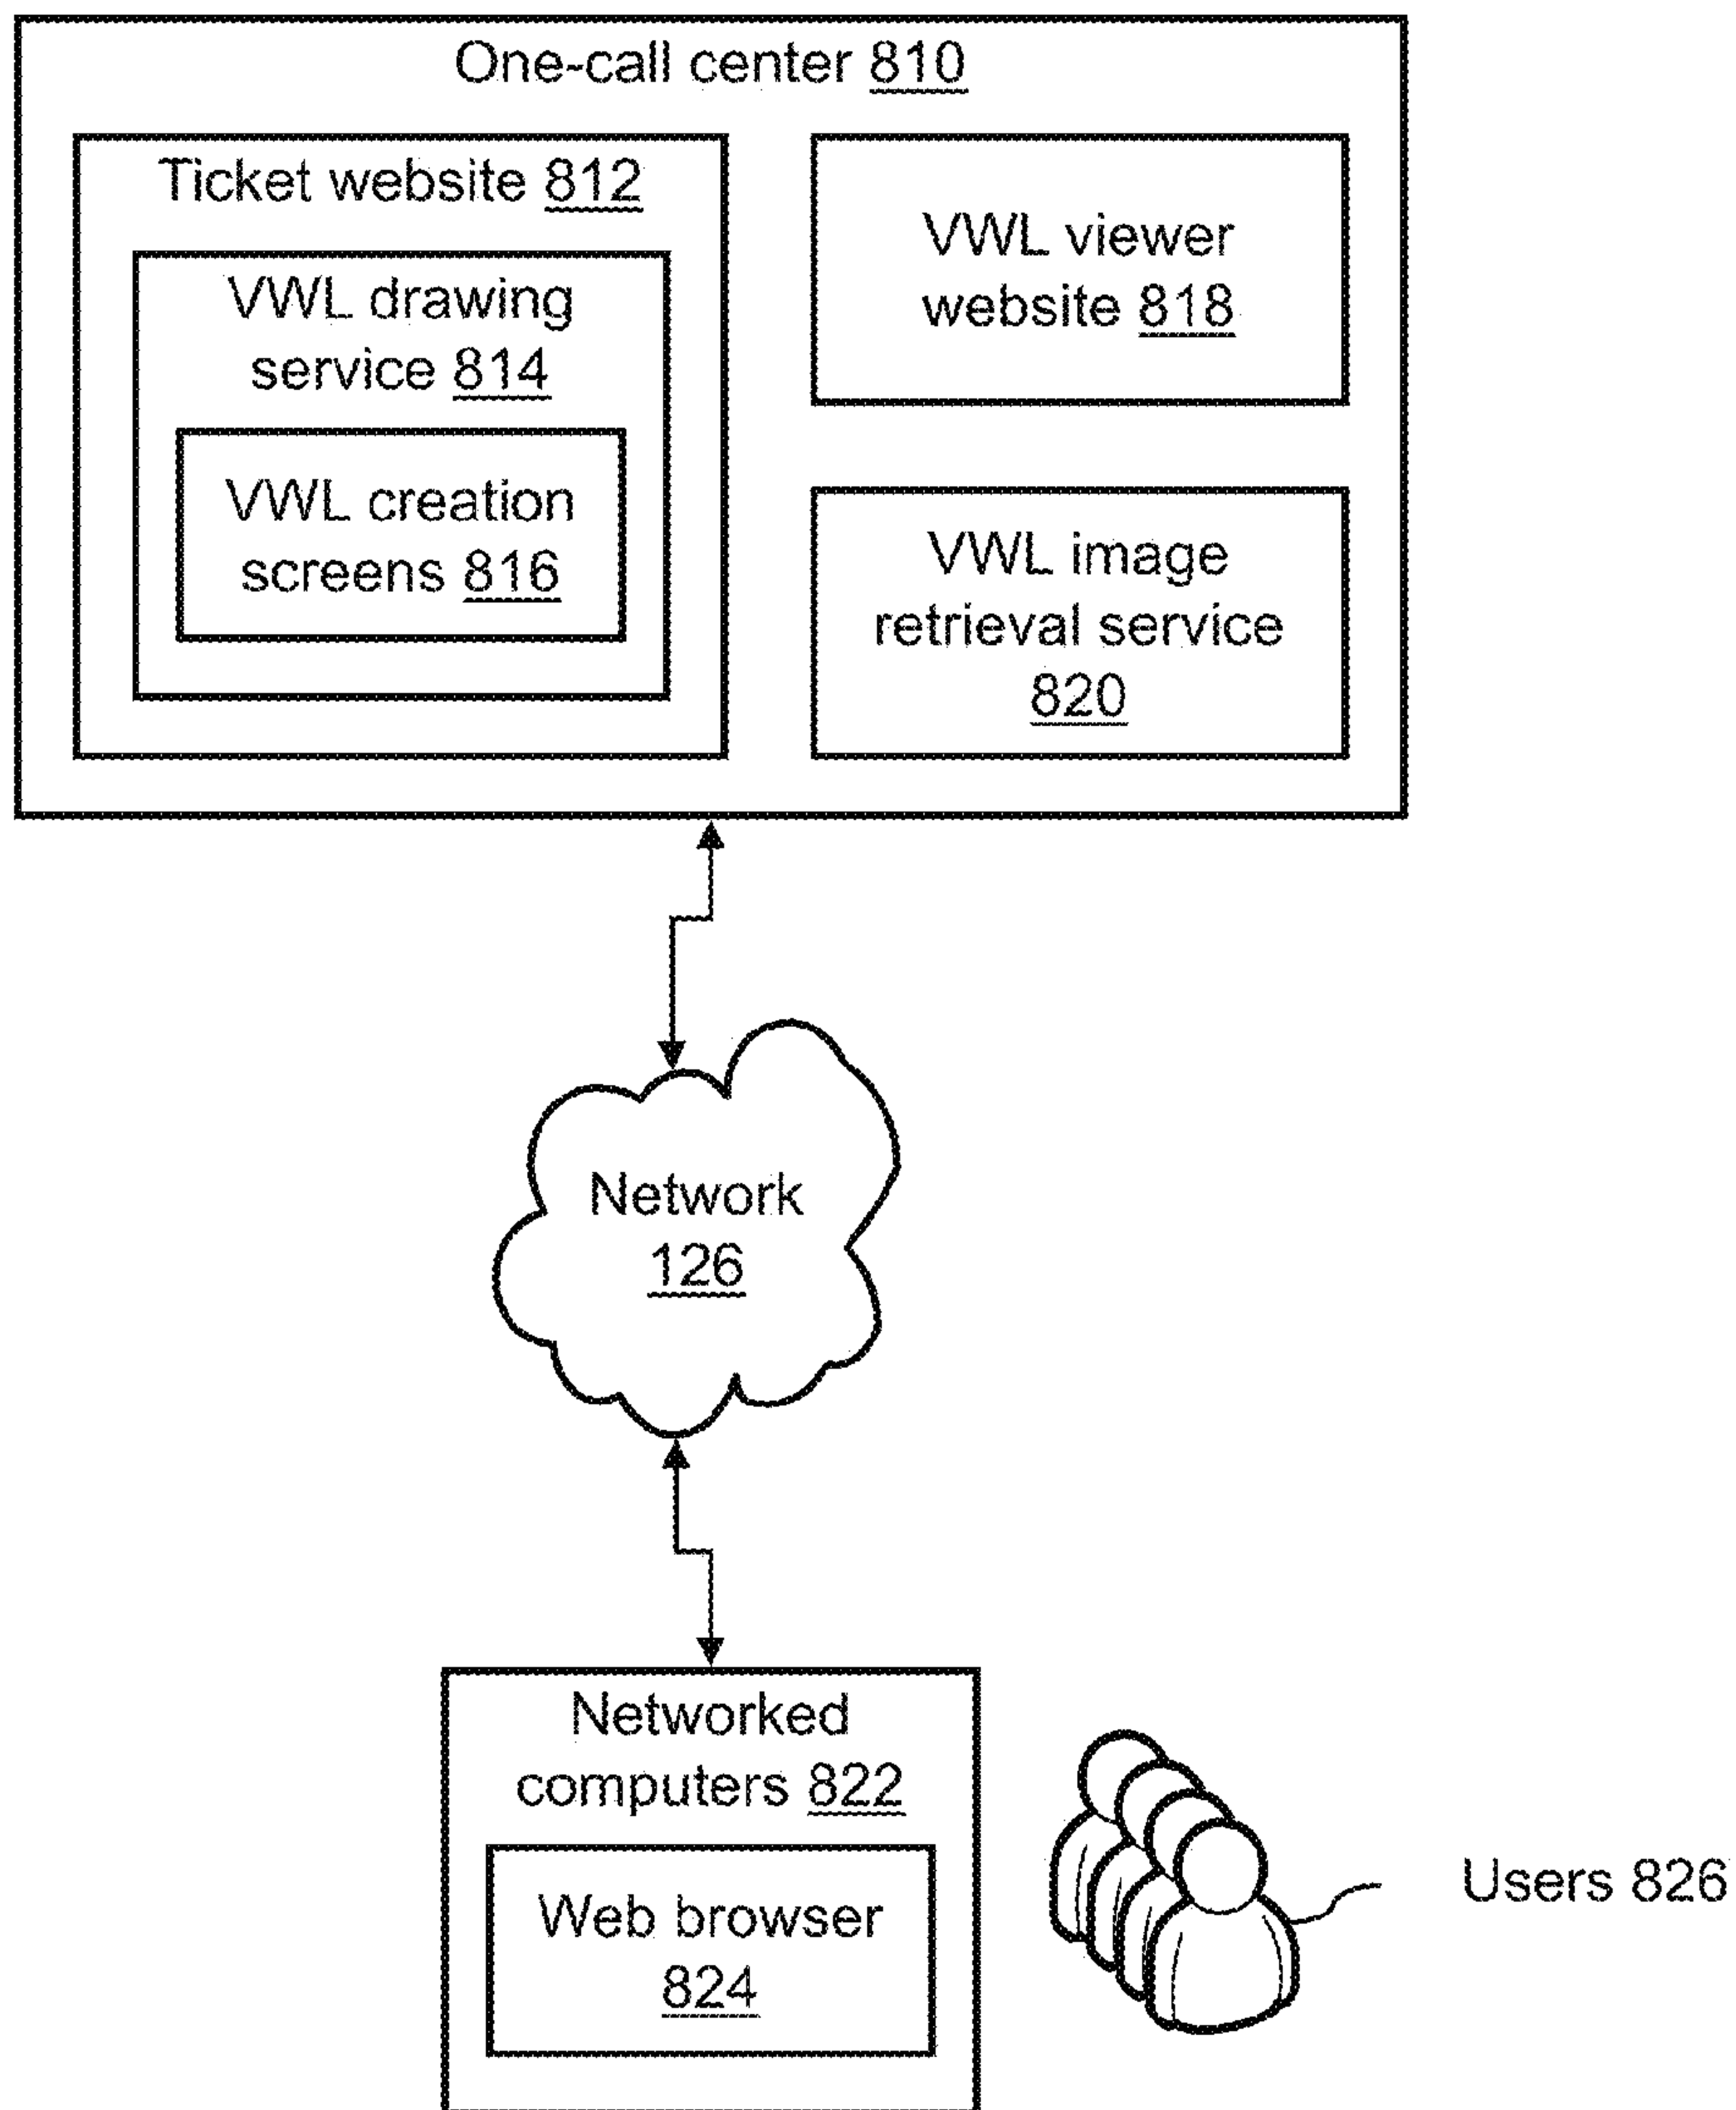 One-call center 810
Ticket website 812
VWL drawing
service 814
VWL creation
screens 816
VWL viewer
website 818
VWL image
retrieval service
820
Network
126
Networked
computers 822
Web browser
824
Users 826